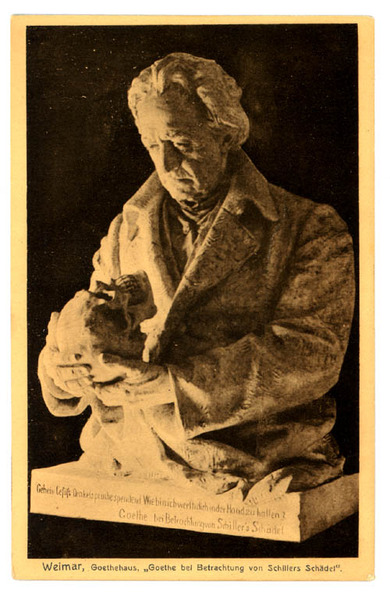 Geheim Gefäß! Orakelsprüche spendend Wie bin ich werth dich in der Hand zu halten?
Goethe bei Betrachtung von Schiller's Schädel
Weimar, Goethehaus, „Goethe bei Betrachtung von Schillers Schädel".